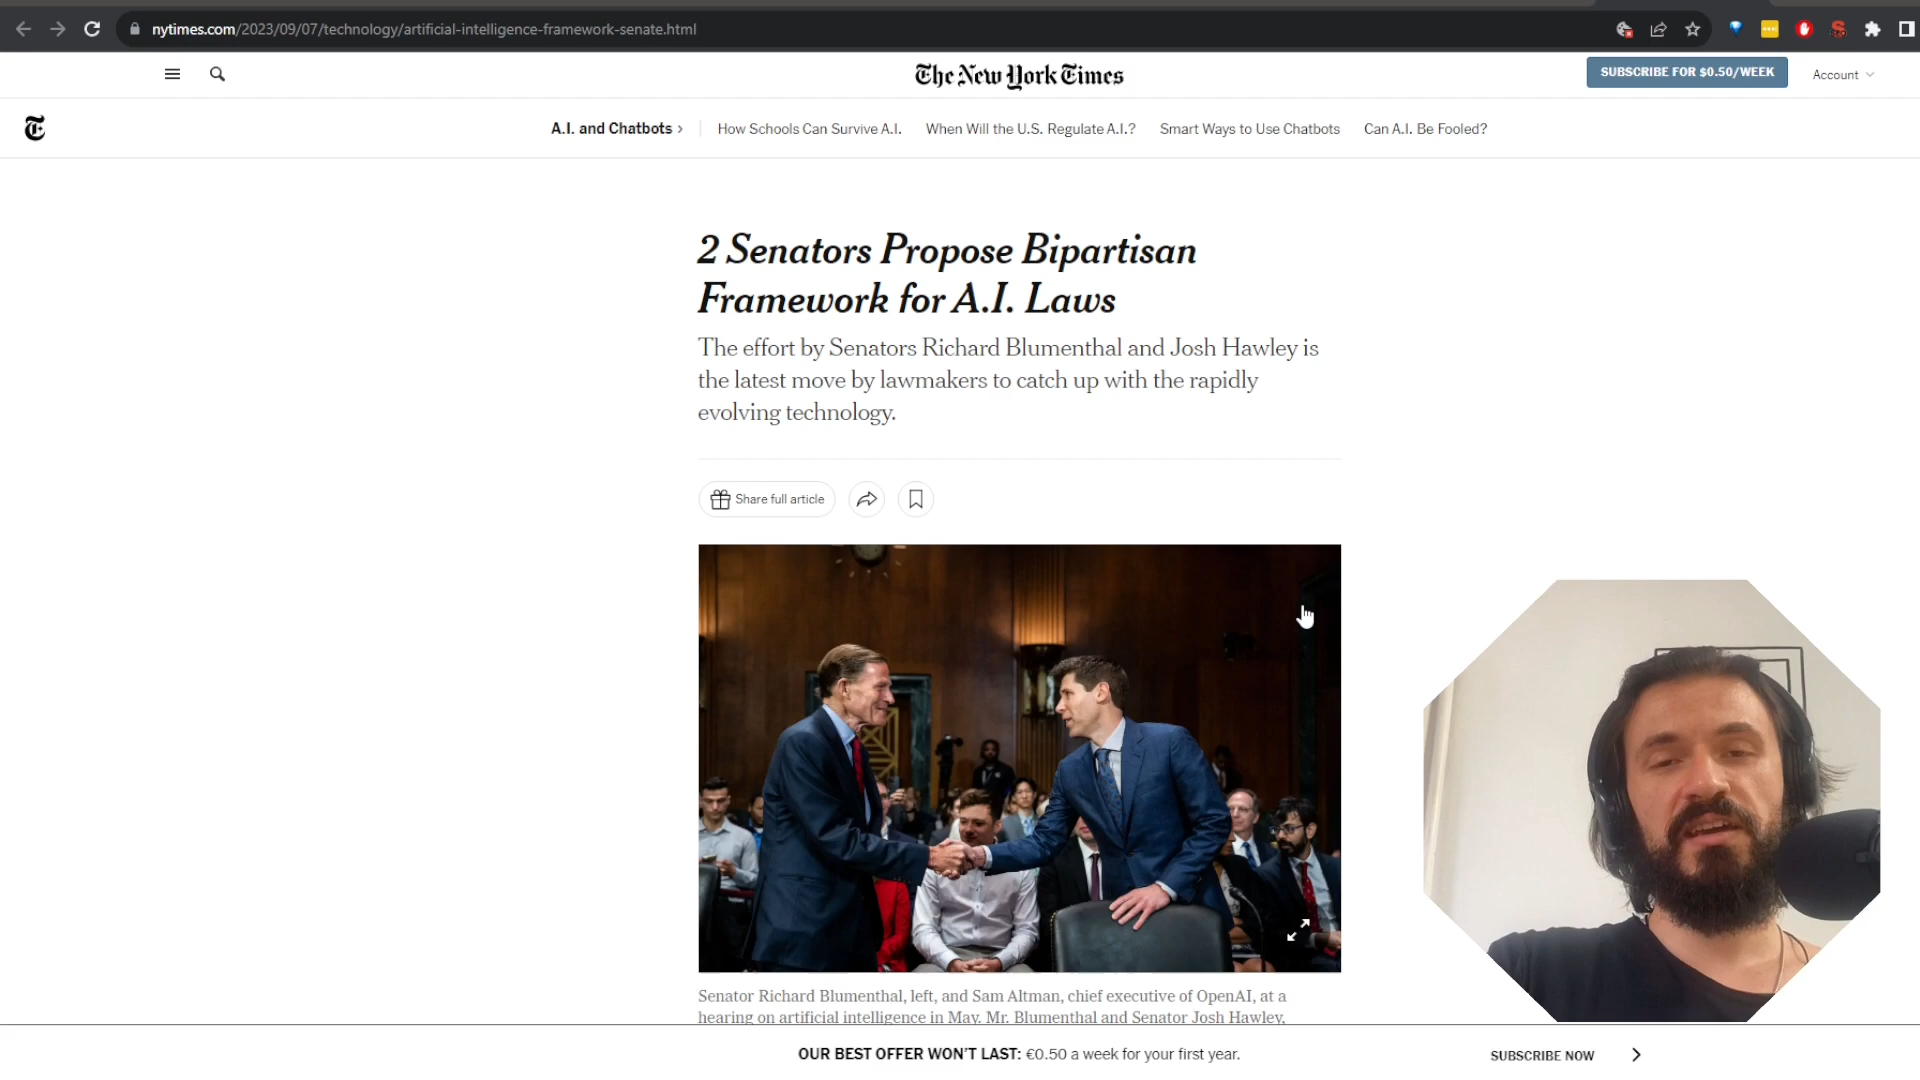 nytimes.com/2023/09/07/technology/artificial-intelligence-framework-senate.html
The New York Times
SUBSCRIBE FOR $0.50/WEEK
Account
T
A.I. and Chatbots ›
How Schools Can Survive A.I.
When Will the U.S. Regulate A.I.?
Smart Ways to Use Chatbots
Can A.I. Be Fooled?
2 Senators Propose Bipartisan
Framework for A.I. Laws
The effort by Senators Richard Blumenthal and Josh Hawley is
the latest move by lawmakers to catch up with the rapidly
evolving technology.
Share full article
Senator Richard Blumenthal, left, and Sam Altman, chief executive of OpenAI, at a
hearing on artificial intelligence in May. Mr. Blumenthal and Senator Josh Hawley,
OUR BEST OFFER WON'T LAST: €0.50 a week for your first year.
SUBSCRIBE NOW